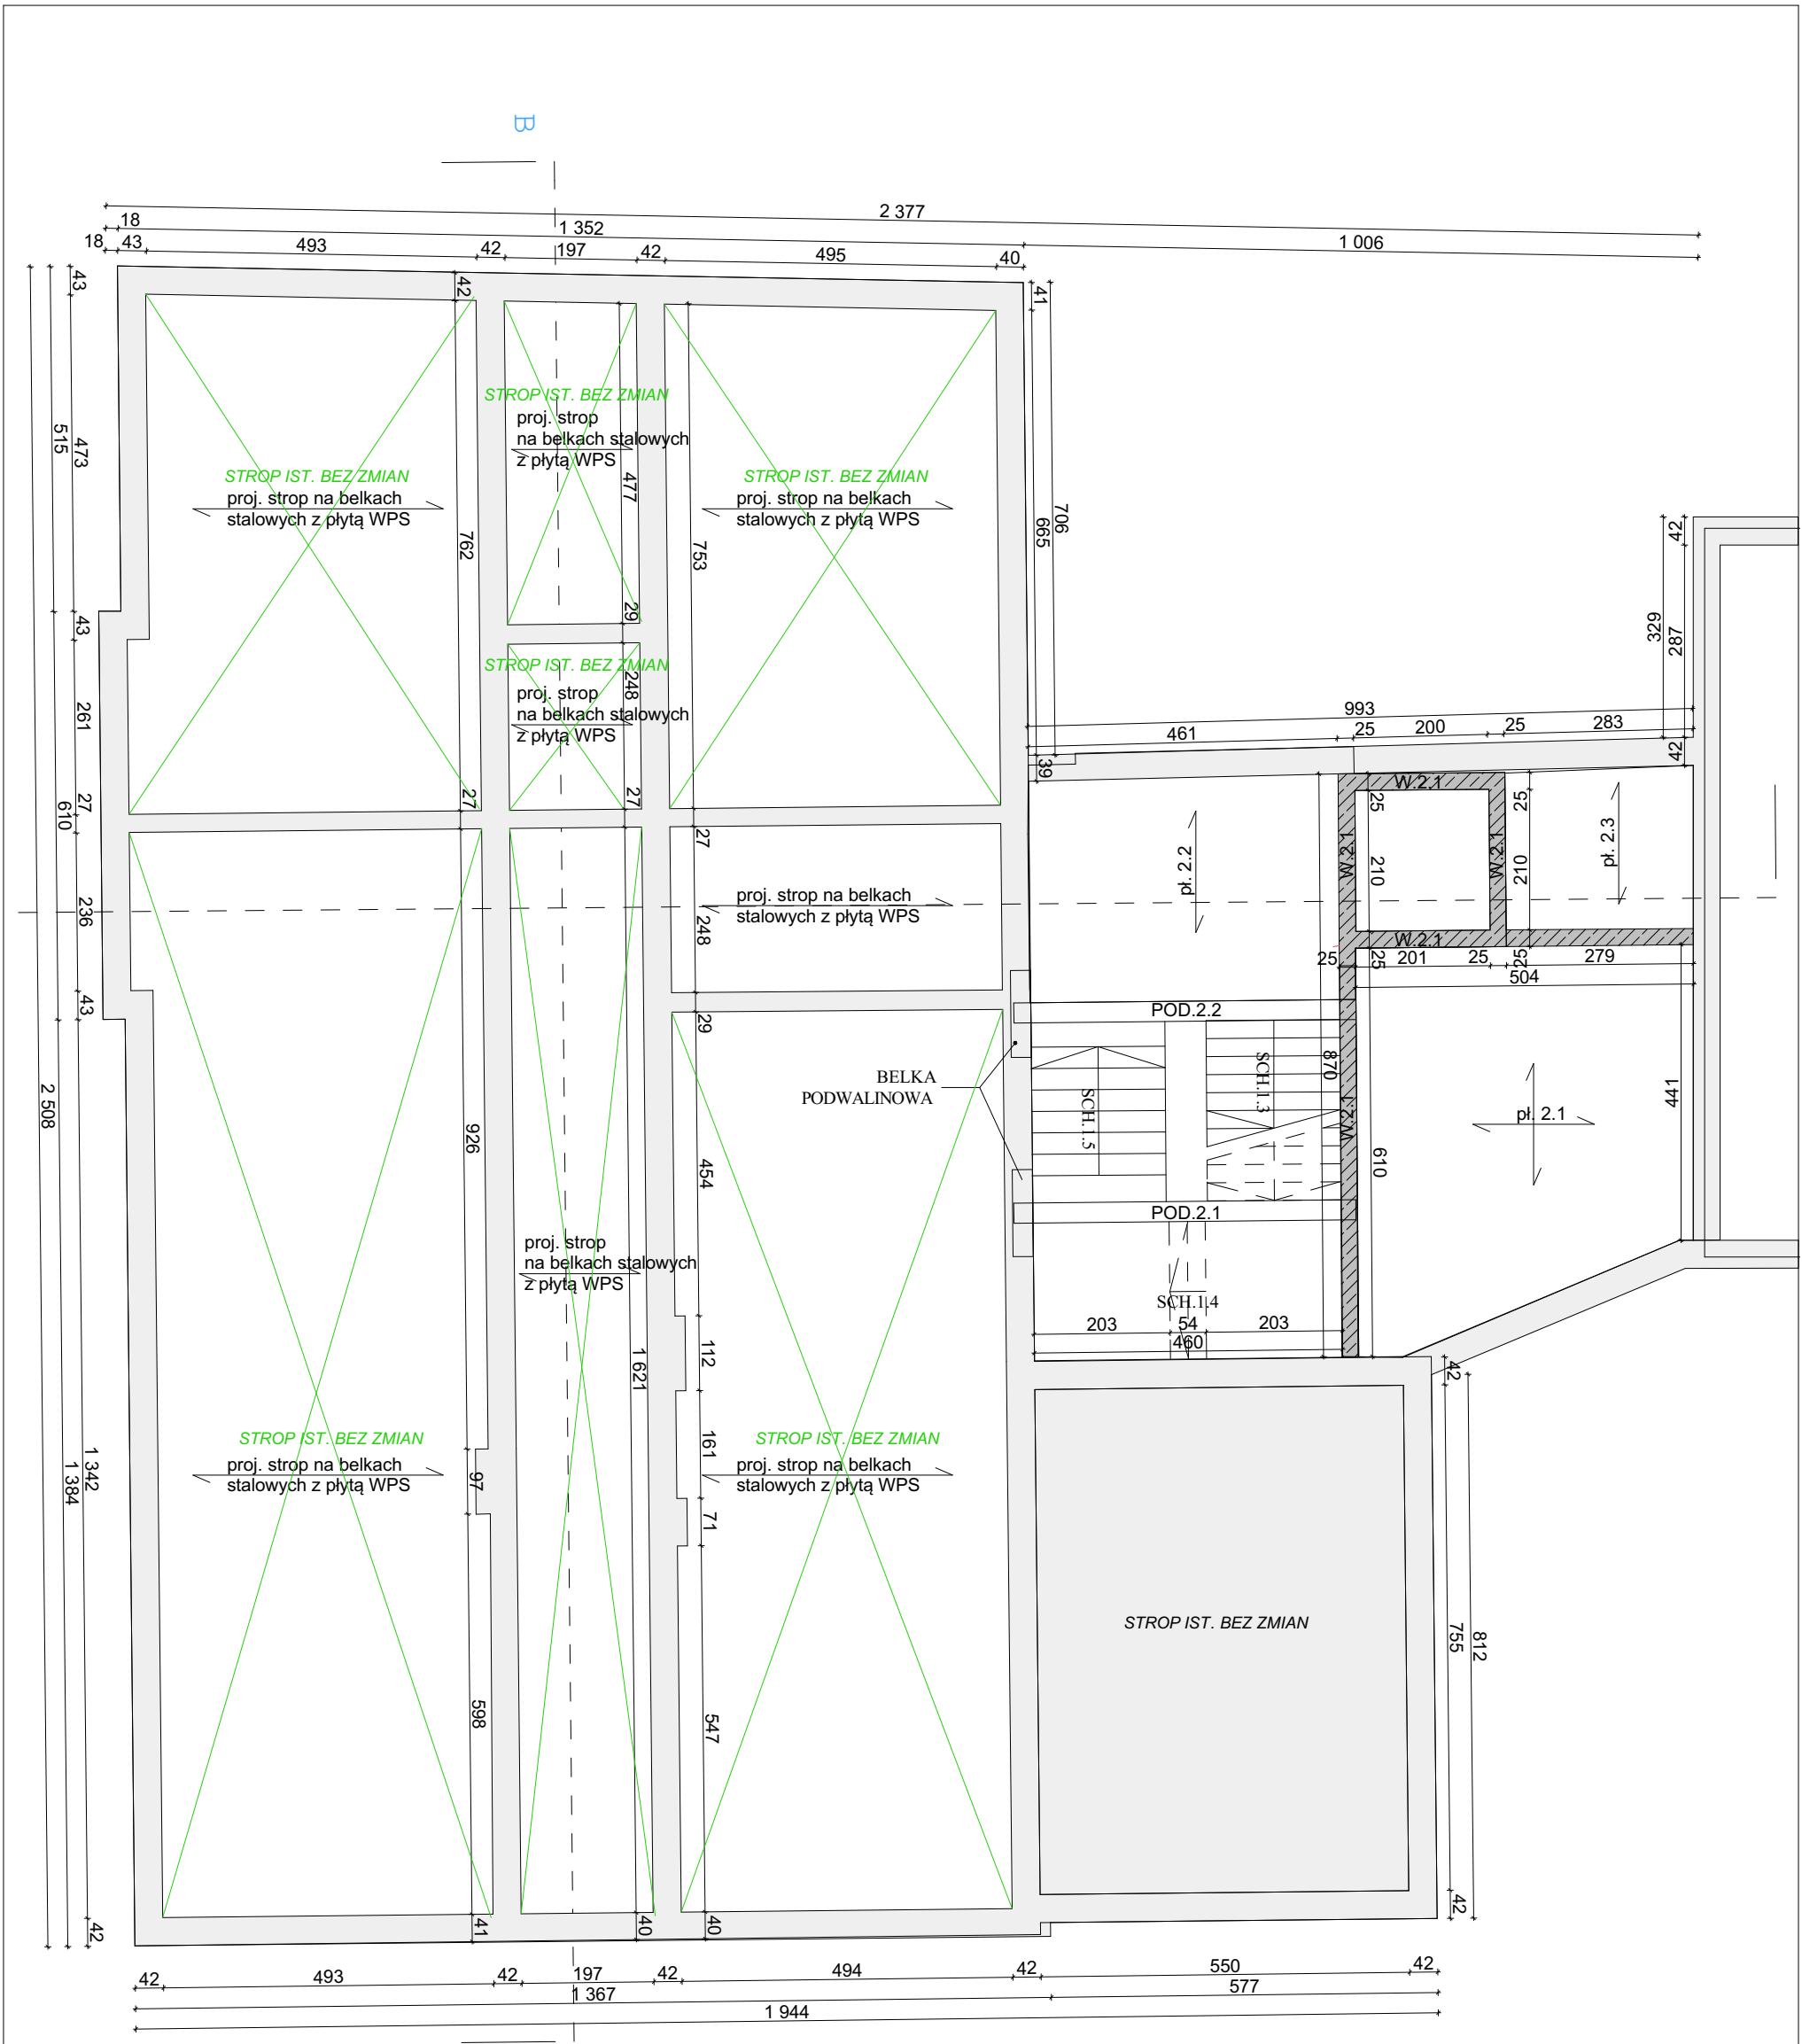 B
2 377
18
1 352
1 006
18
43
493
42
197
42
495
40
43
42
41
STROP IST. BEZ ZMIAN
proj. strop
na belkach stalowych
z płytą WPS
515
473
STROP IST. BEZ ZMIAN
proj. strop na belkach
stalowych z płytą WPS
762
477
753
STROP IST. BEZ ZMIAN
proj. strop na belkach
stalowych z płytą WPS
706
665
42
329
287
43
29
261
STROP IST. BEZ ZMIAN
248
proj. strop
na belkach stalowych
z płytą WPS
993
461
25
200
25
283
42
39
27
610
27
27
27
W.2.1
25
25
W.2.1
210
W.2.1
210
pł. 2.2
pł. 2.3
236
proj. strop na belkach
stalowych z płytą WPS
248
W.2.1
25
25
201
25
25
279
504
43
29
POD.2.2
BELKA
PODWALINOWA
SCH.1.5
SCH.1.3
870
W.2.1
610
441
pł. 2.1
2 508
926
454
POD.2.1
proj. strop
na belkach stalowych
z płytą WPS
SCH.1.4
203
54
203
460
112
1 621
42
STROP IST. BEZ ZMIAN
proj. strop na belkach
stalowych z płytą WPS
1 342
1 384
97
161
71
STROP IST. BEZ ZMIAN
proj. strop na belkach
stalowych z płytą WPS
STROP IST. BEZ ZMIAN
755
812
598
547
42
41
40
40
42
42
493
42
197
42
494
42
550
42
1 367
577
1 944